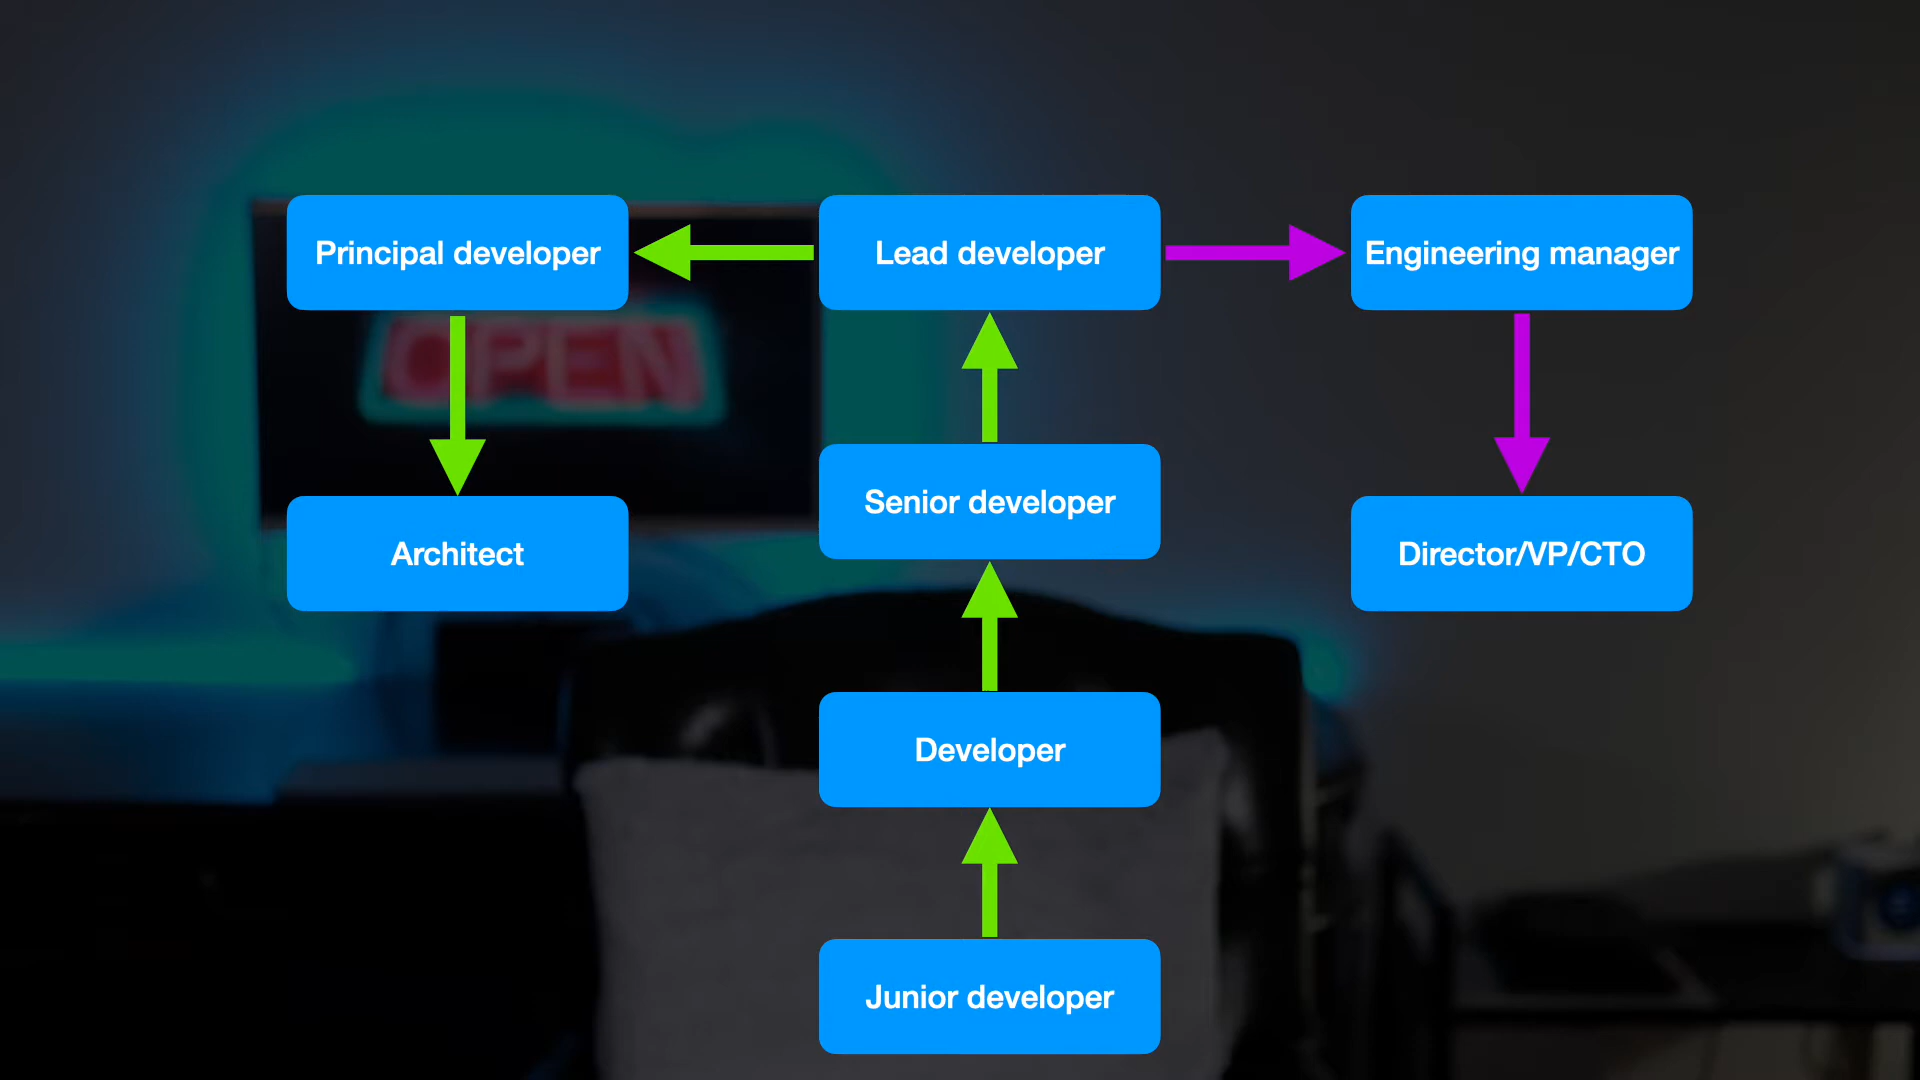 Principal developer
Lead developer
Engineering manager
OPEN
Senior developer
Architect
Director/VP/CTO
Developer
Junior developer